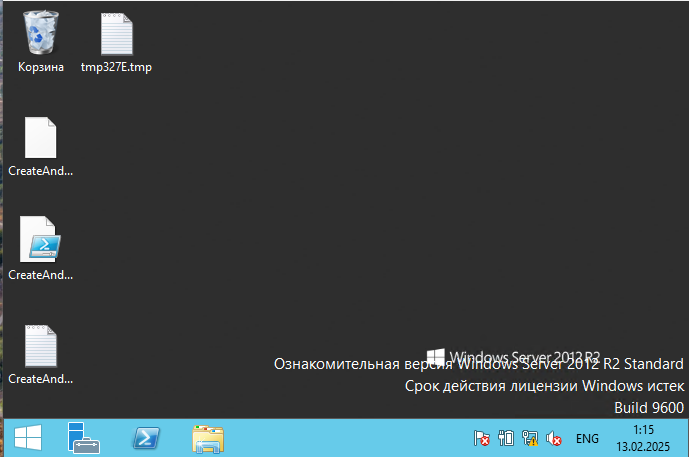 Корзина
tmp327E.tmp
CreateAnd...
CreateAnd...
CreateAnd...
Windows Server 2012 R2
Ознакомительная версия Windows Server 2012 R2 Standard
Срок действия лицензии Windows истек
Build 9600
ENG
1:15
13.02.2025